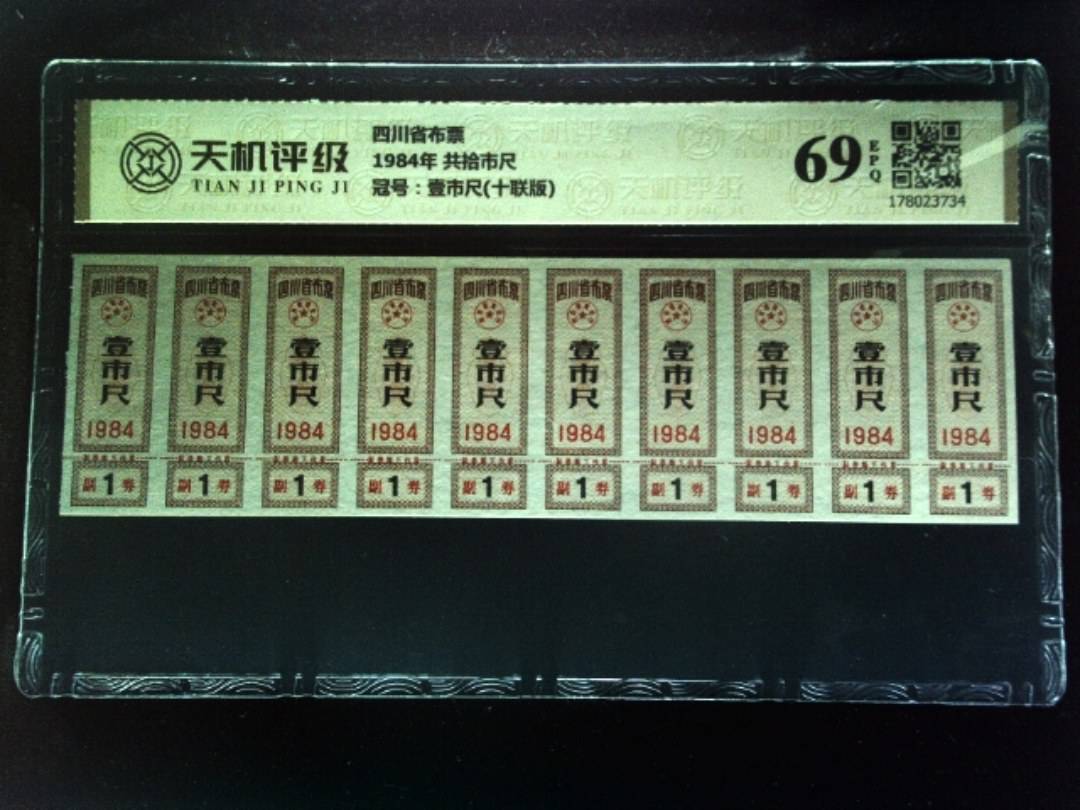 天机评级
TIAN JI PING JI
四川省布票
1984年 共拾市尺
冠号：壹市尺(十联版)
69
EPQ
178023734
四川省布票 四川省布票 四川省布票 四川省布票 四川省布票 四川省布票 四川省布票 四川省布票 四川省布票 四川省布票
壹市尺 壹市尺 壹市尺 壹市尺 壹市尺 壹市尺 壹市尺 壹市尺 壹市尺 壹市尺
1984 1984 1984 1984 1984 1984 1984 1984 1984 1984
副1券 副1券 副1券 副1券 副1券 副1券 副1券 副1券 副1券 副1券